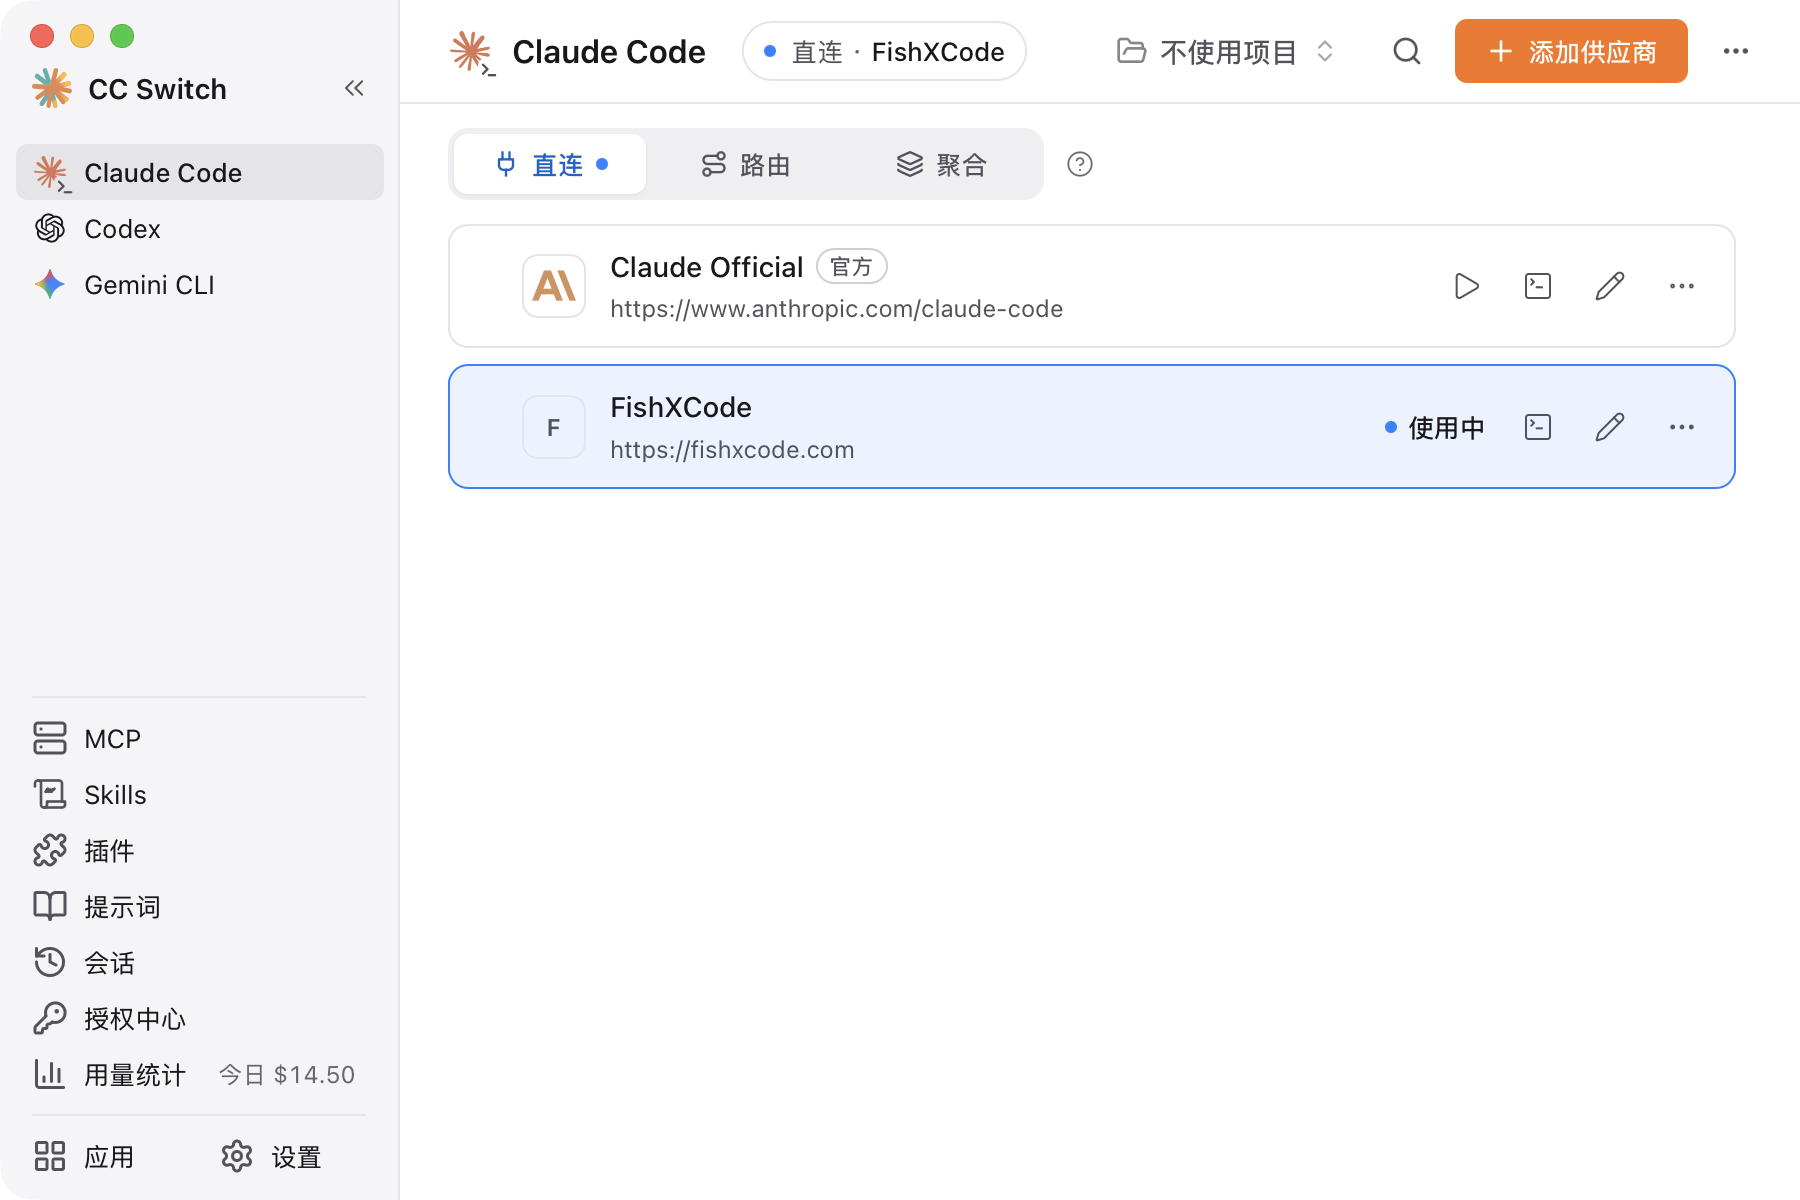 CC Switch
Claude Code
Codex
Gemini CLI
MCP
Skills
插件
提示词
会话
授权中心
用量统计 今日 $14.50
应用 设置
Claude Code 直连 · FishXCode 不使用项目 添加供应商
直连 路由 聚合
Claude Official 官方
https://www.anthropic.com/claude-code
F
FishXCode
https://fishxcode.com
使用中